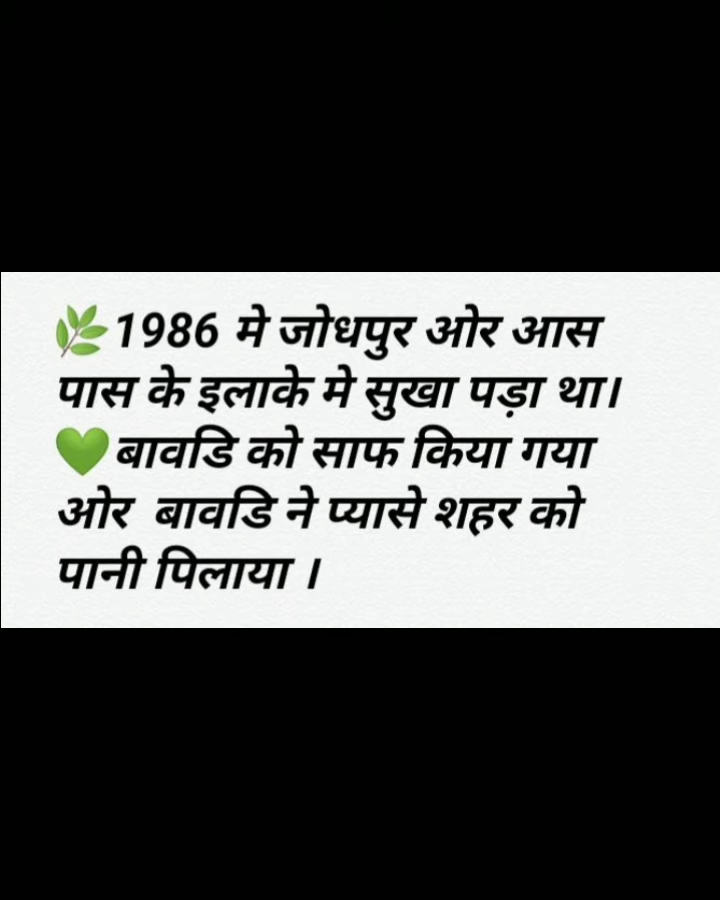 🌿1986 मे जोधपुर ओर आस
पास के इलाके मे सुखा पड़ा था।
💚बावडि को साफ किया गया
ओर बावडि ने प्यासे शहर को
पानी पिलाया ।